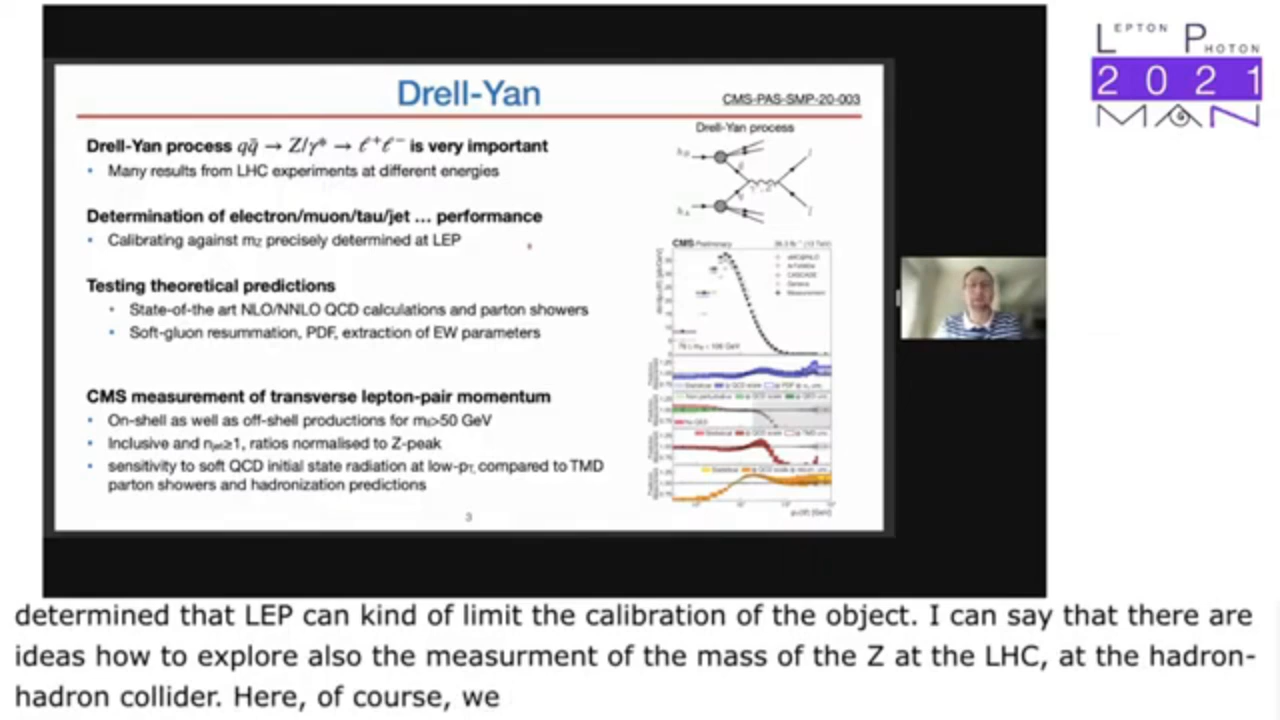 LEPTON PHOTON
2021
MAN
Drell-Yan
CMS-PAS-SMP-20-003
Drell-Yan process qq̄ → Z/γ* → ℓ⁺ℓ⁻ is very important
• Many results from LHC experiments at different energies
Determination of electron/muon/tau/jet ... performance
• Calibrating against mZ precisely determined at LEP
Testing theoretical predictions
• State-of-the art NLO/NNLO QCD calculations and parton showers
• Soft-gluon resummation, PDF, extraction of EW parameters
CMS measurement of transverse lepton-pair momentum
• On-shell as well as off-shell productions for mll>50 GeV
• Inclusive and njet≥1, ratios normalised to Z-peak
• sensitivity to soft QCD initial state radiation at low-pT, compared to TMD
parton showers and hadronization predictions
3
Drell-Yan process
CMS Preliminary
CASCADE
Geneva
Measurement
determined that LEP can kind of limit the calibration of the object. I can say that there are
ideas how to explore also the measurment of the mass of the Z at the LHC, at the hadron-
hadron collider. Here, of course, we